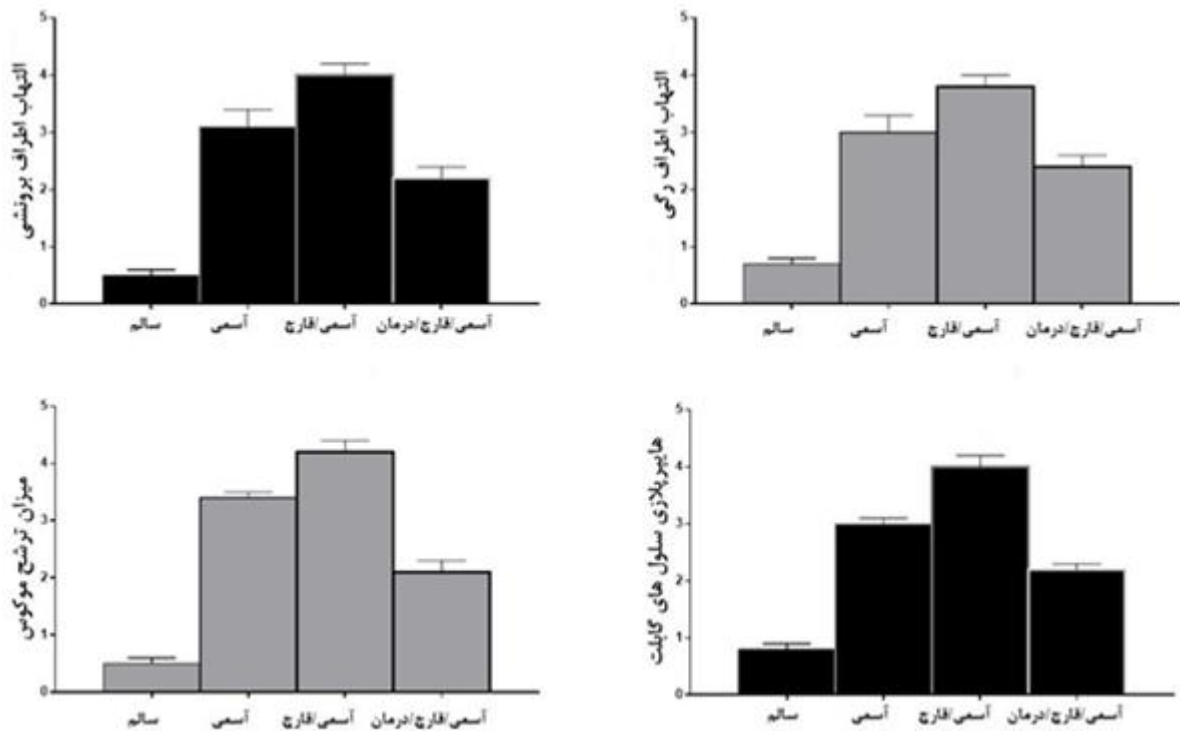 التهاب اطراف برونشی
5
4
3
2
1
0
سالم
آسمی
آسمی/قارچ
آسمی/قارچ/درمان
التهاب اطراف رگی
5
4
3
2
1
0
سالم
آسمی
آسمی/قارچ
آسمی/قارچ/درمان
میزان ترشح موکوس
5
4
3
2
1
0
سالم
آسمی
آسمی/قارچ
آسمی/قارچ/درمان
هایپرپلازی سلول های گابلت
5
4
3
2
1
0
سالم
آسمی
آسمی/قارچ
آسمی/قارچ/درمان